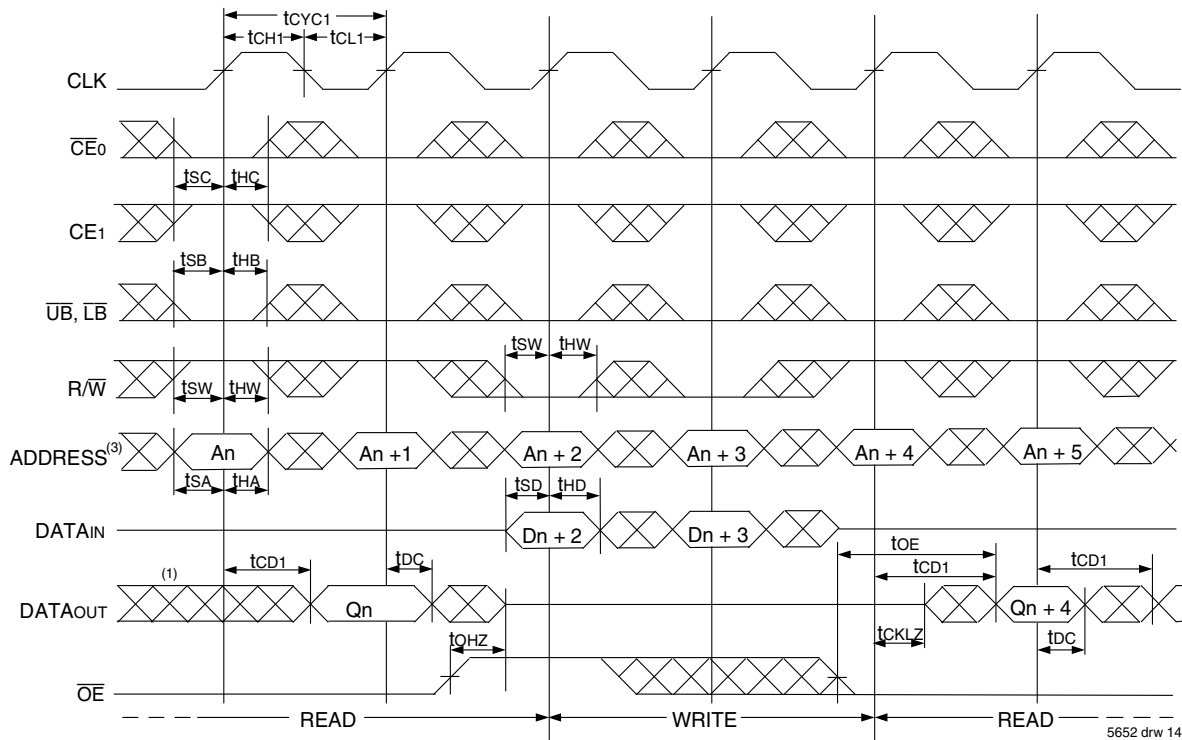 tCYC1
tCH1 tCL1
CLK
CE0
tSC tHC
CE1
tSB tHB
UB, LB
tSW tHW
R/W
tSW tHW
ADDRESS(3) An An +1 An + 2 An + 3 An + 4 An + 5
tSA tHA tSD tHD
DATAIN Dn + 2 Dn + 3
tOE
tCD1 tDC tCD1 tCD1
(1)
DATAOUT Qn Qn + 4
tOHZ tCKLZ tDC
OE
READ WRITE READ
5652 drw 14